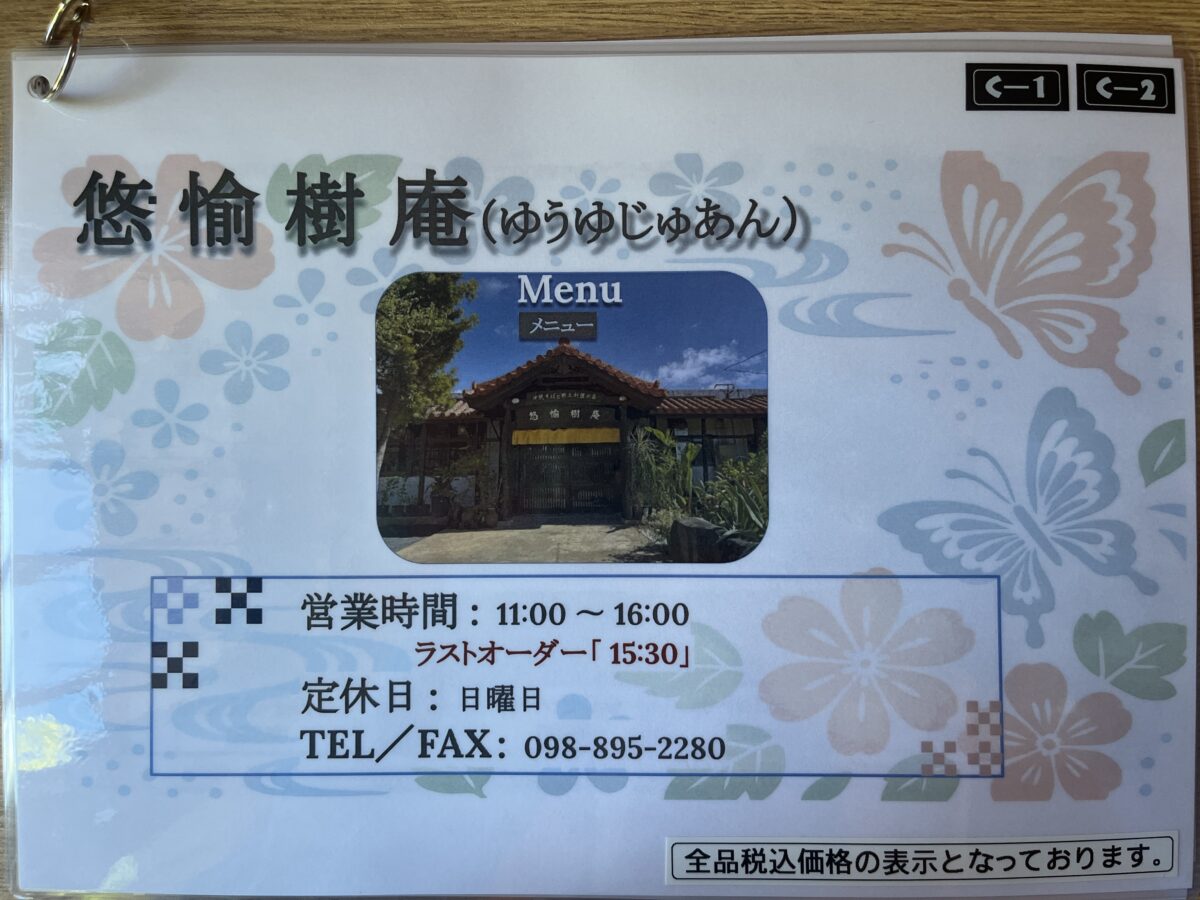 く−1 く−2
悠愉樹庵(ゆうゆじゅあん)
Menu
メニュー
悠愉樹庵
営業時間：11:00 ～ 16:00
ラストオーダー「15:30」
定休日：日曜日
TEL／FAX：098-895-2280
全品税込価格の表示となっております。